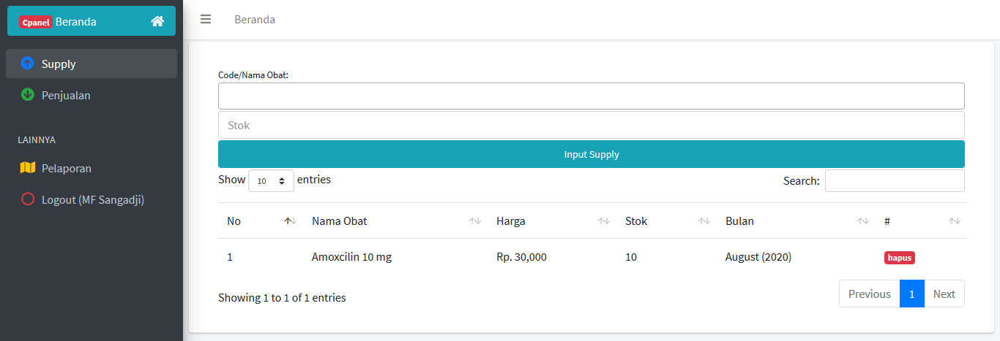 Cpanel Beranda
Beranda
Supply
Penjualan
LAINNYA
Pelaporan
Logout (MF Sangadji)
Code/Nama Obat:
Stok
Input Supply
Show 10 entries
Search:
No Nama Obat Harga Stok Bulan #
1 Amoxcilin 10 mg Rp. 30,000 10 August (2020) hapus
Showing 1 to 1 of 1 entries
Previous 1 Next